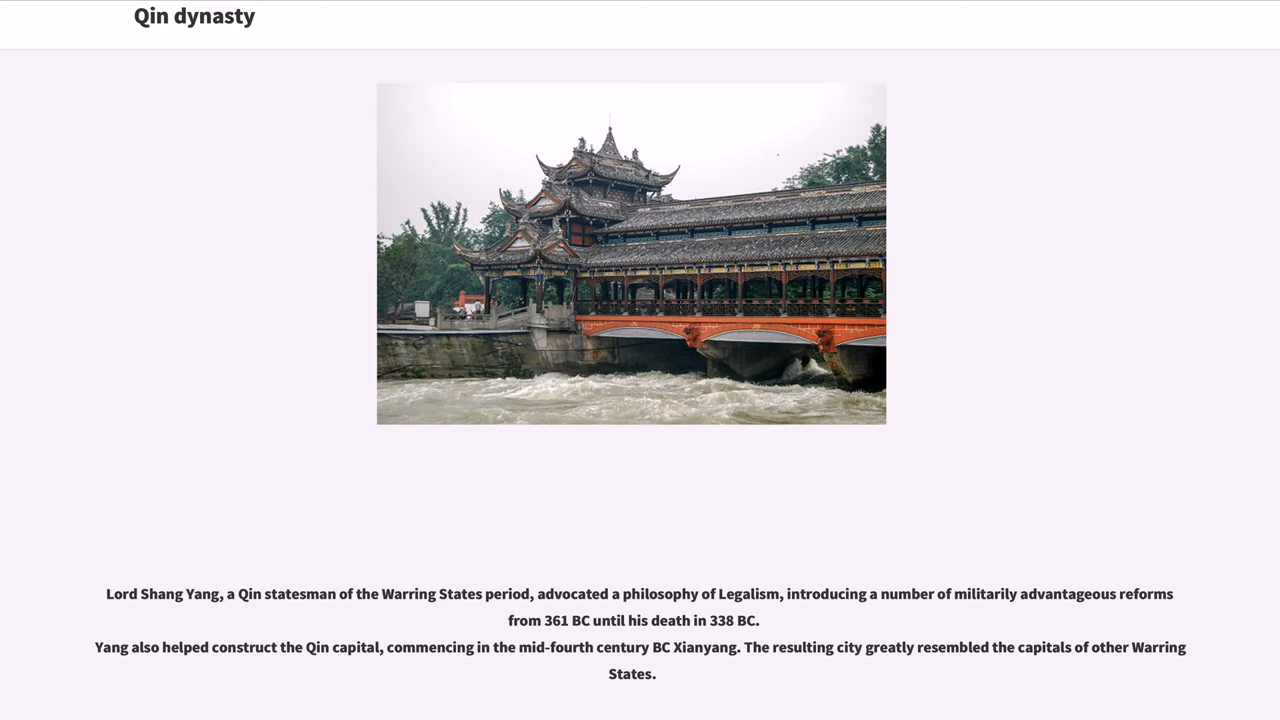 Qin dynasty
Lord Shang Yang, a Qin statesman of the Warring States period, advocated a philosophy of Legalism, introducing a number of militarily advantageous reforms
from 361 BC until his death in 338 BC.
Yang also helped construct the Qin capital, commencing in the mid-fourth century BC Xianyang. The resulting city greatly resembled the capitals of other Warring
States.